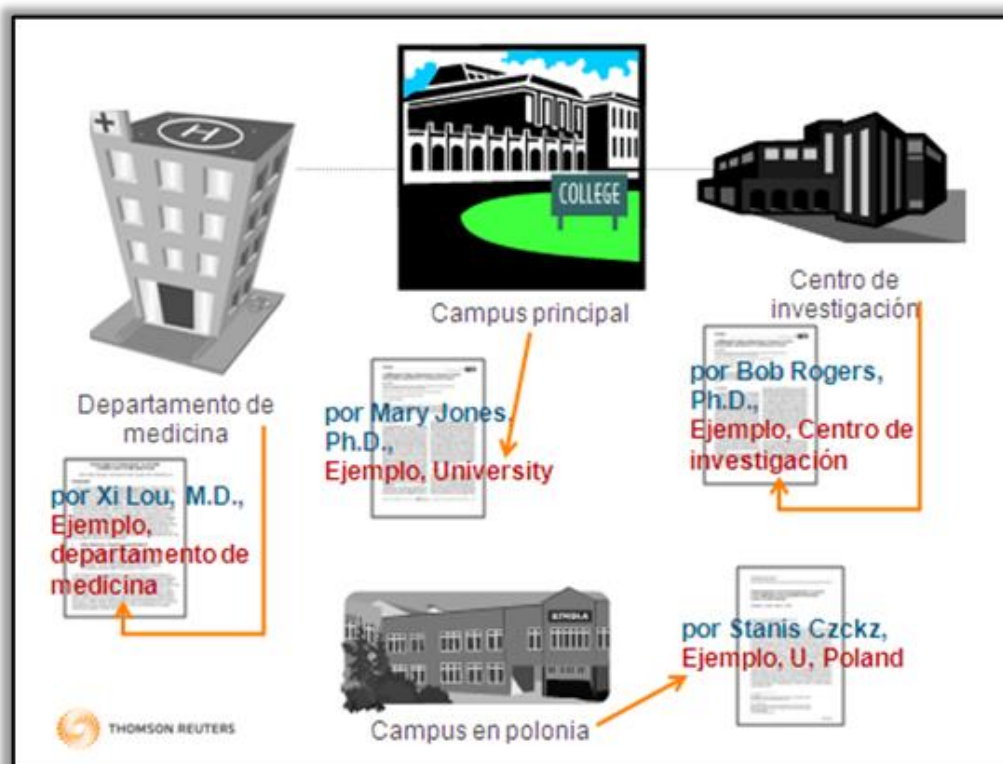 H
COLLEGE
Campus principal
Centro de
investigación
Departamento de
medicina
por Mary Jones.
Ph.D.,
Ejemplo, University
por Bob Rogers,
Ph.D.,
Ejemplo, Centro de
investigación
por Xi Lou, M.D.,
Ejemplo,
departamento de
medicina
por Stanis Czckz,
Ejemplo, U, Poland
Campus en polonia
THOMSON REUTERS